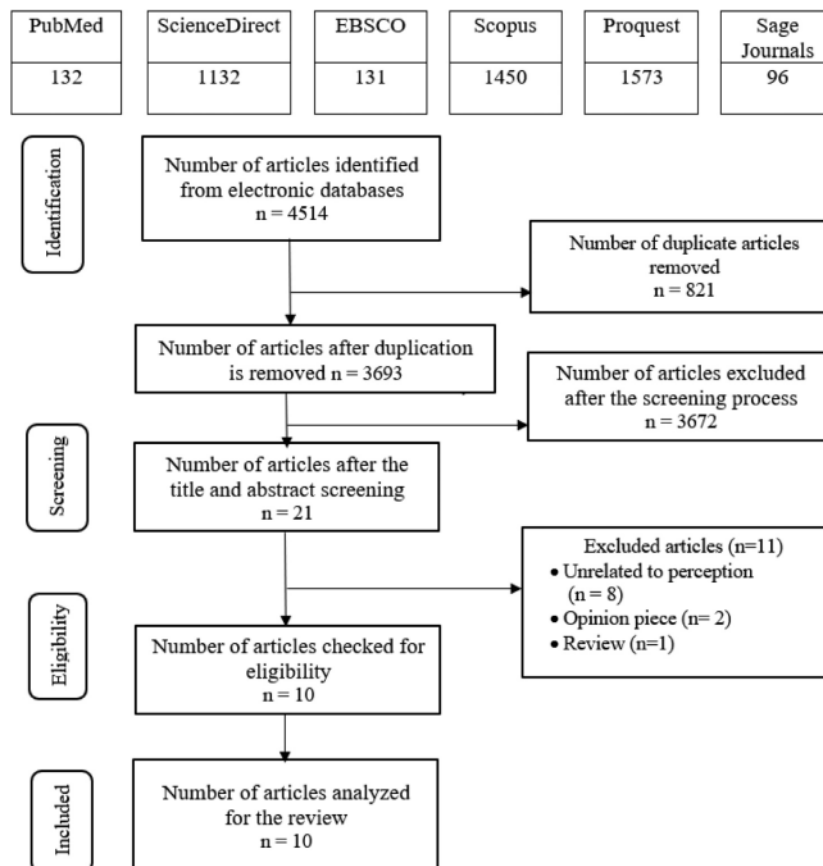 PubMed
132
ScienceDirect
1132
EBSCO
131
Scopus
1450
Proquest
1573
Sage
Journals
96
Identification
Number of articles identified
from electronic databases
n = 4514
Number of duplicate articles
removed
n = 821
Number of articles after duplication
is removed n = 3693
Number of articles excluded
after the screening process
n = 3672
Screening
Number of articles after the
title and abstract screening
n = 21
Excluded articles (n=11)
• Unrelated to perception
(n = 8)
• Opinion piece (n= 2)
• Review (n=1)
Eligibility
Number of articles checked for
eligibility
n = 10
Included
Number of articles analyzed
for the review
n = 10